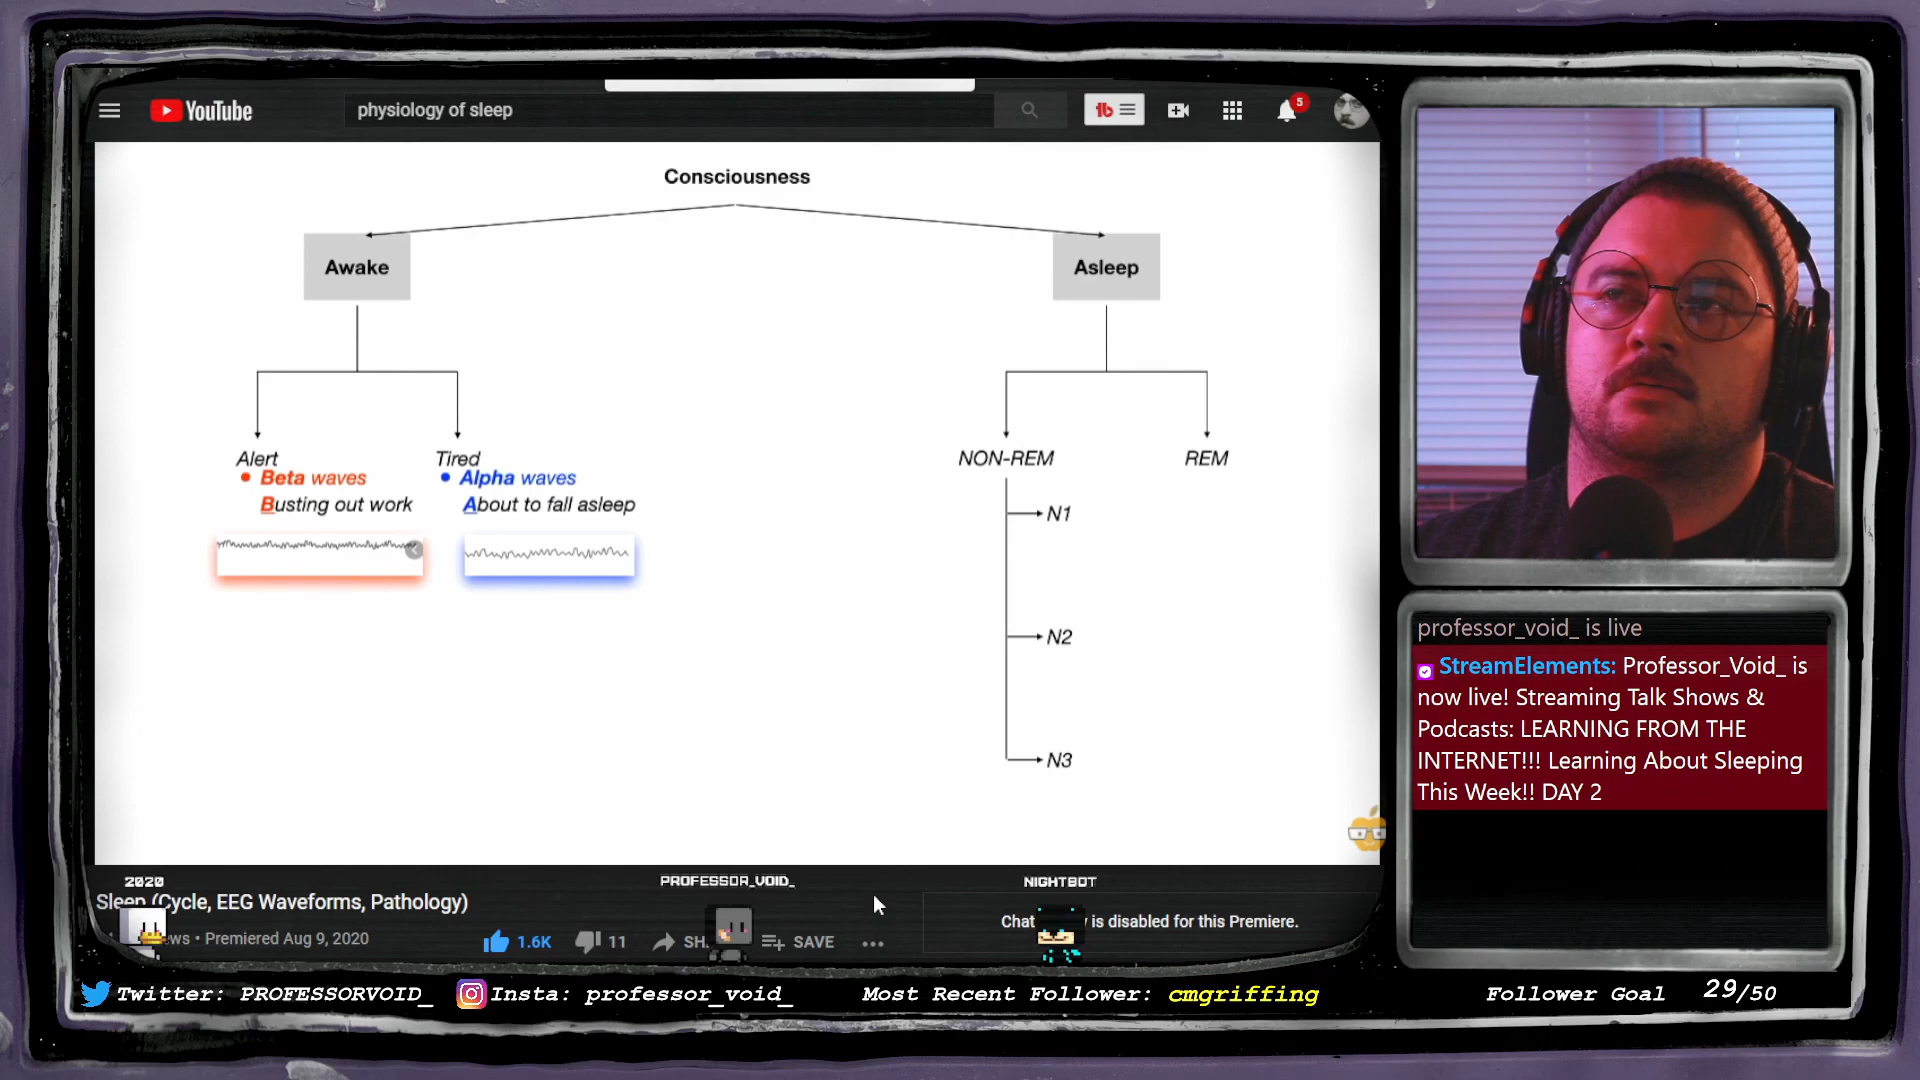 YouTube
physiology of sleep
5
Consciousness
Awake
Asleep
Alert
Beta waves
Busting out work
Tired
Alpha waves
About to fall asleep
NON-REM
REM
N1
N2
N3
2020
PROFESSOR_VOID_
NIGHTBOT
Sleep (Cycle, EEG Waveforms, Pathology)
Premiered Aug 9, 2020
1.6K
11
SAVE
Chat
is disabled for this Premiere.
professor_void_ is live
StreamElements: Professor_Void_ is
now live! Streaming Talk Shows &
Podcasts: LEARNING FROM THE
INTERNET!!! Learning About Sleeping
This Week!! DAY 2
Twitter: PROFESSORVOID_
Insta: professor_void_
Most Recent Follower: cmgriffing
Follower Goal 29/50